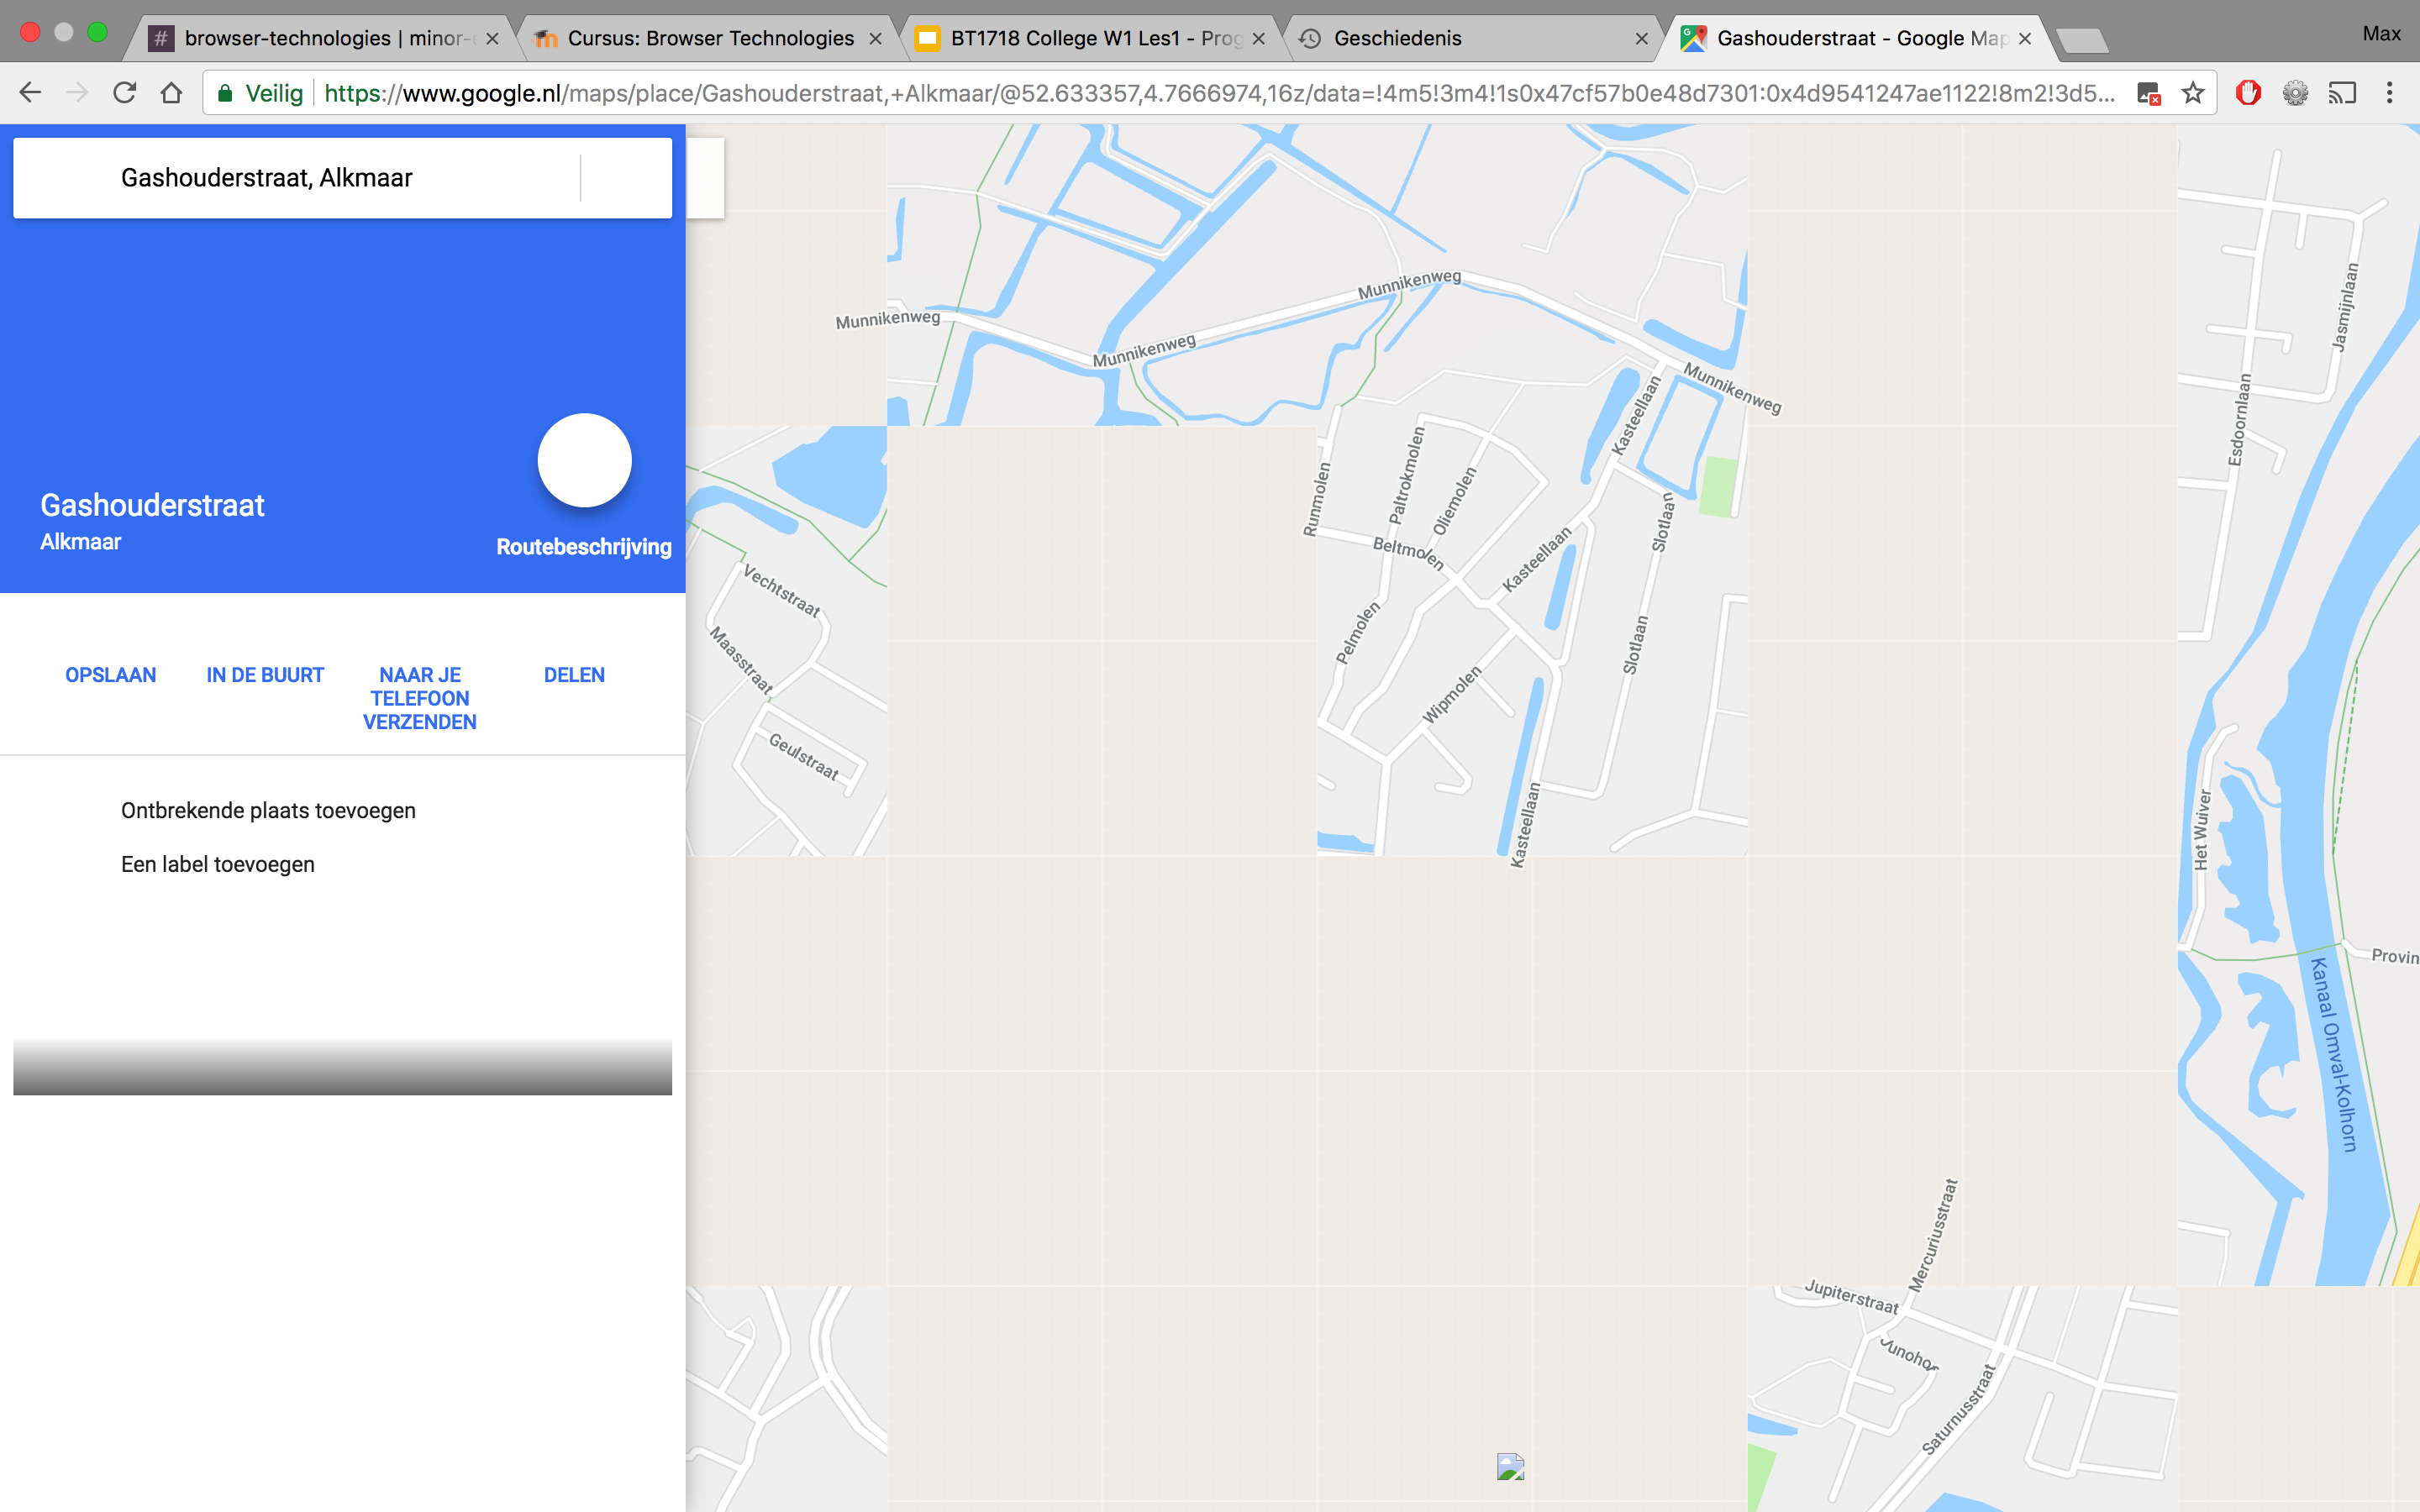 browser-technologies | minor-
Cursus: Browser Technologies
BT1718 College W1 Les1 - Prog
Geschiedenis
Gashouderstraat - Google Map
Max
Veilig
https://www.google.nl/maps/place/Gashouderstraat,+Alkmaar/@52.633357,4.7666974,16z/data=!4m5!3m4!1s0x47cf57b0e48d7301:0x4d9541247ae1122!8m2!3d5...
Gashouderstraat, Alkmaar
Gashouderstraat
Alkmaar
Routebeschrijving
OPSLAAN
IN DE BUURT
NAAR JE
TELEFOON
VERZENDEN
DELEN
Ontbrekende plaats toevoegen
Een label toevoegen
Munnikenweg
Munnikenweg
Munnikenweg
Munnikenweg
Jasmijnlaan
Esdoornlaan
Kasteellaan
Paltrokmolen
Oliemolen
Runmolen
Slotlaan
Beltmolen
Kasteellaan
Vechtstraat
Maasstraat
Pelmolen
Slotlaan
Wipmolen
Geulstraat
Kasteellaan
Het Wuiver
Provin
Kanaal Omval-Kolhorn
Mercuriusstraat
Jupiterstraat
Junohof
Saturnusstraat